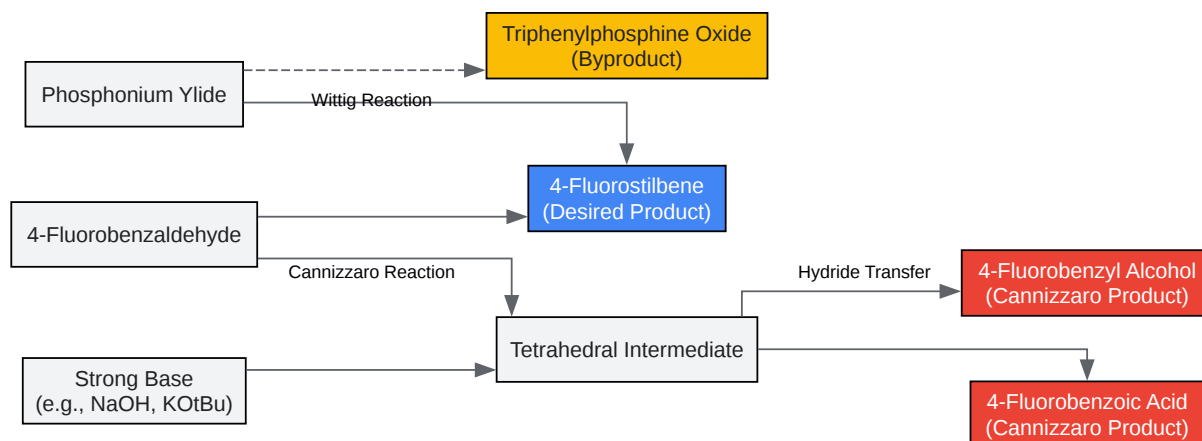 Triphenylphosphine Oxide
(Byproduct)
Phosphonium Ylide
Wittig Reaction
4-Fluorostilbene
(Desired Product)
4-Fluorobenzaldehyde
Cannizzaro Reaction
Hydride Transfer
4-Fluorobenzyl Alcohol
(Cannizzaro Product)
Tetrahedral Intermediate
Strong Base
(e.g., NaOH, KOtBu)
4-Fluorobenzoic Acid
(Cannizzaro Product)